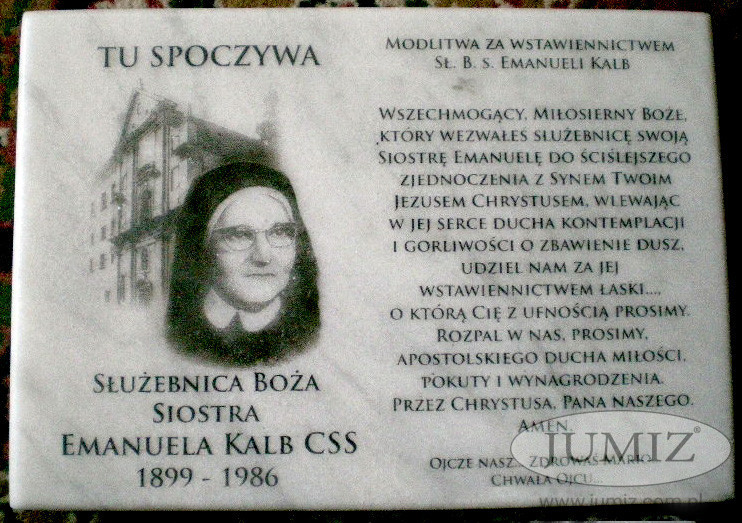 TU SPOCZYWA
SŁUŻEBNICA BOŻA
SIOSTRA
EMANUELA KALB CSS
1899 - 1986
MODLITWA ZA WSTAWIENNICTWEM
SŁ. B. S. EMANUELI KALB
WSZECHMOGĄCY, MIŁOSIERNY BOŻE,
KTÓRY WEZWAŁEŚ SŁUŻEBNICĘ SWOJĄ
SIOSTRĘ EMANUELĘ DO ŚCIŚLEJSZEGO
ZJEDNOCZENIA Z SYNEM TWOIM
JEZUSEM CHRYSTUSEM, WLEWAJĄC
W JEJ SERCE DUCHA KONTEMPLACJI
I GORLIWOŚCI O ZBAWIENIE DUSZ,
UDZIEL NAM ZA JEJ
WSTAWIENNICTWEM ŁASKI...,
O KTÓRĄ CIĘ Z UFNOŚCIĄ PROSIMY.
ROZPAL W NAS, PROSIMY,
APOSTOLSKIEGO DUCHA MIŁOŚCI,
POKUTY I WYNAGRODZENIA.
PRZEZ CHRYSTUSA, PANA NASZEGO.
AMEN.
OJCZE NASZ... ZDROWAŚ MARIO...
CHWAŁA OJCU...
JUMIZ®
www.jumiz.com.pl